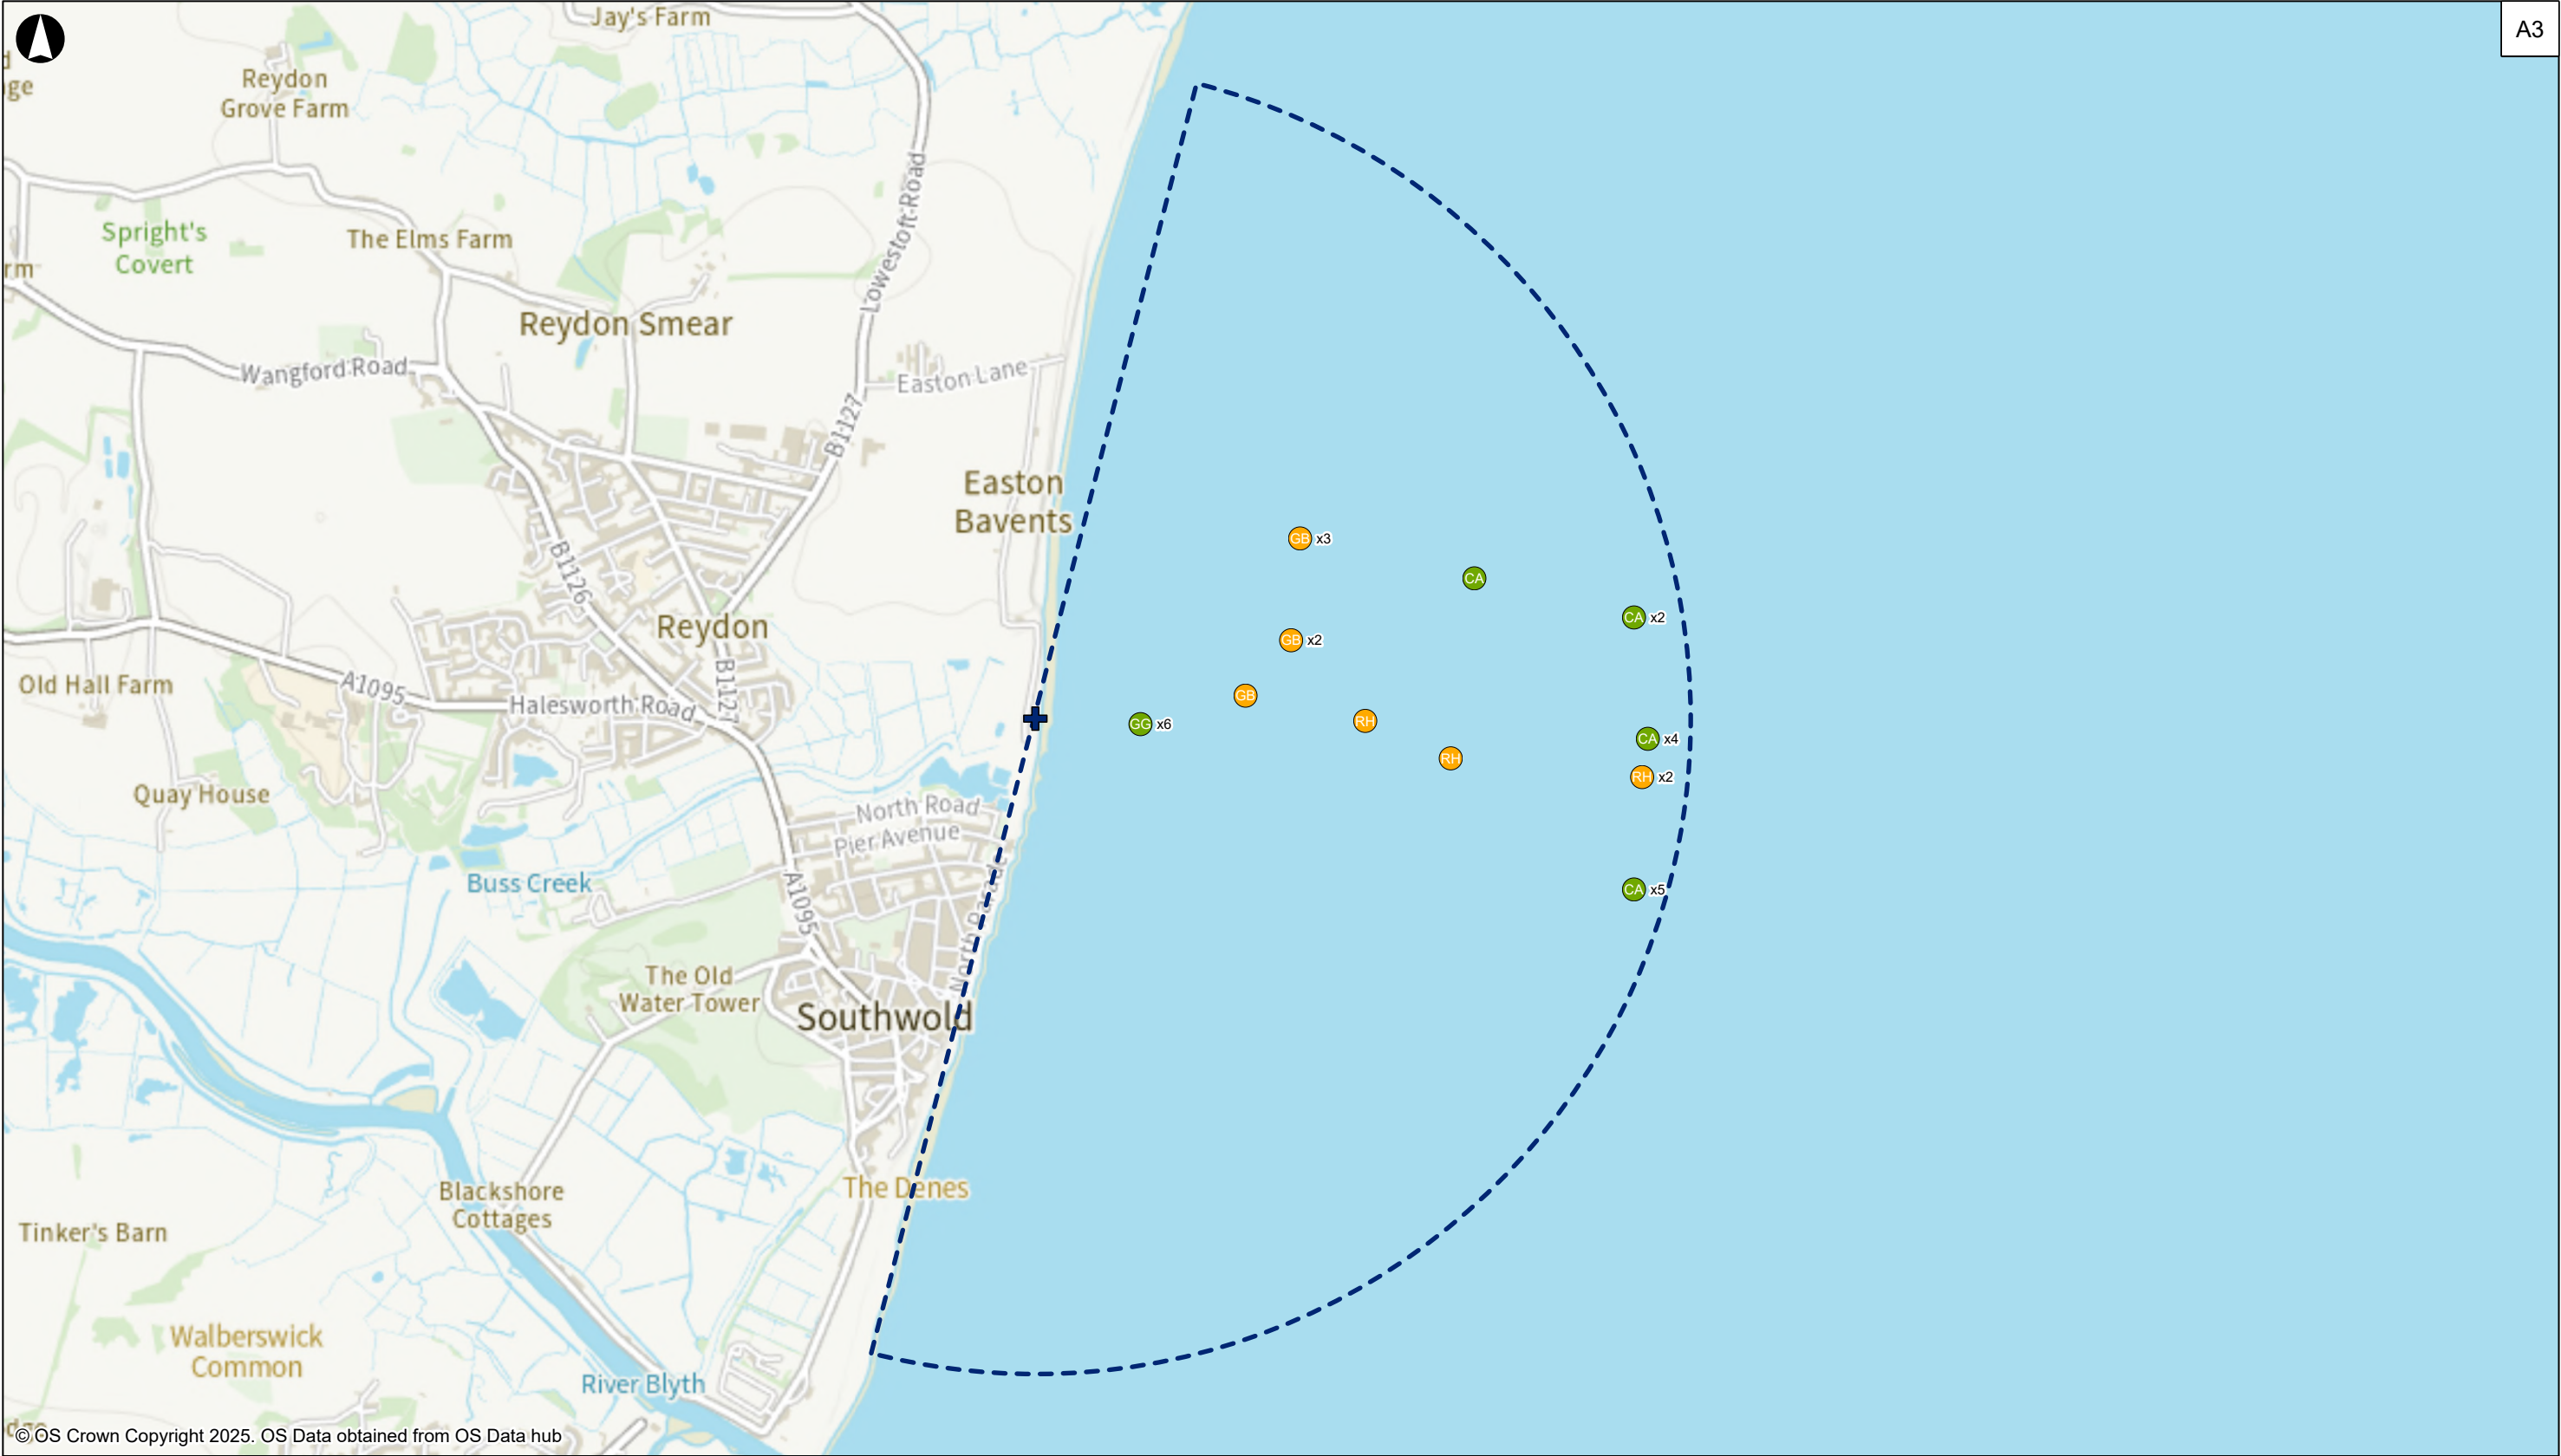 Jay's Farm
A3
Reydon
Grove Farm
Spright's
Covert
The Elms Farm
Lowestoft Road
Reydon Smear
Wangford Road
Easton Lane
B1127
Easton
Bavents
GB x3
B1126
CA
CA x2
Reydon
GB x2
Old Hall Farm
A1095
Halesworth Road
B1127
GB
GG x6
RH
CA x4
RH
RH x2
Quay House
North Road
Pier Avenue
Buss Creek
A1095
North Parade
CA x5
The Old
Water Tower
Southwold
The Denes
Blackshore
Cottages
Tinker's Barn
Walberswick
Common
River Blyth
© OS Crown Copyright 2025. OS Data obtained from OS Data hub